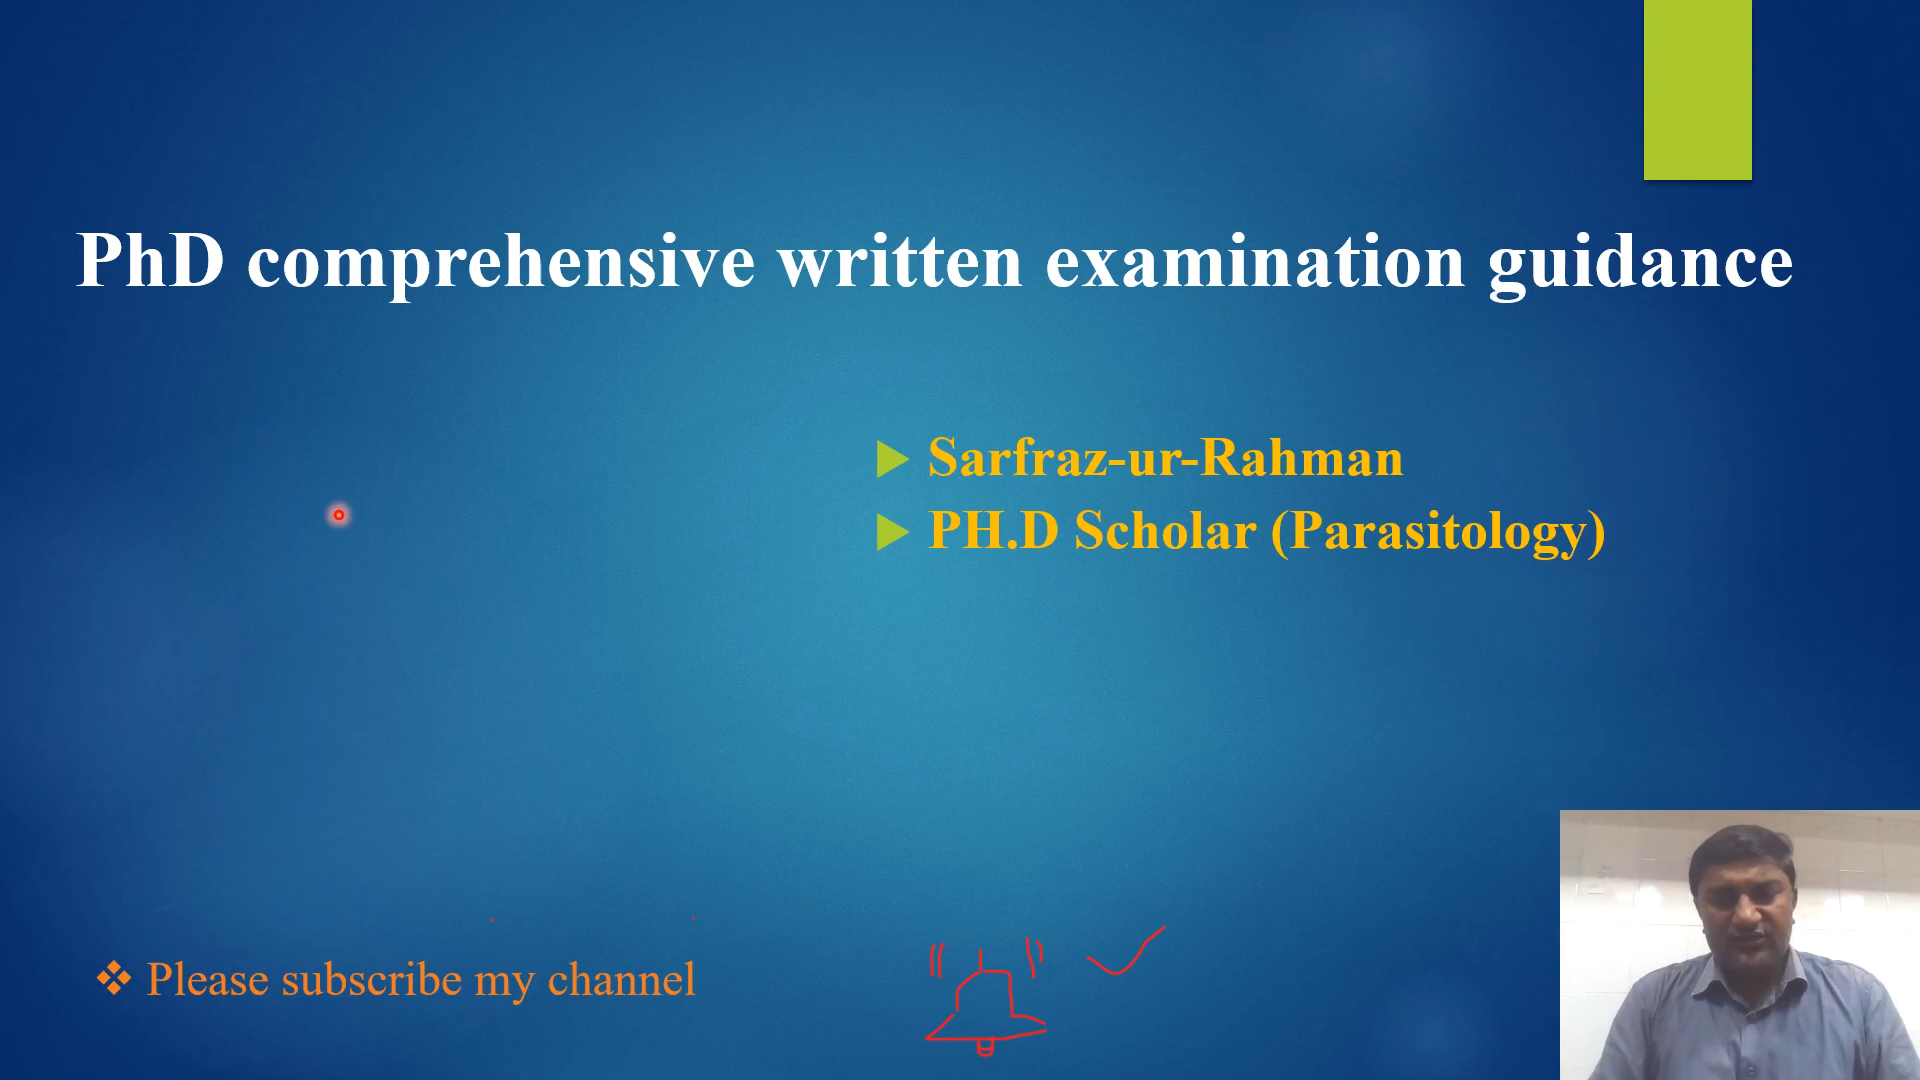 PhD comprehensive written examination guidance
Sarfraz-ur-Rahman
PH.D Scholar (Parasitology)
Please subscribe my channel